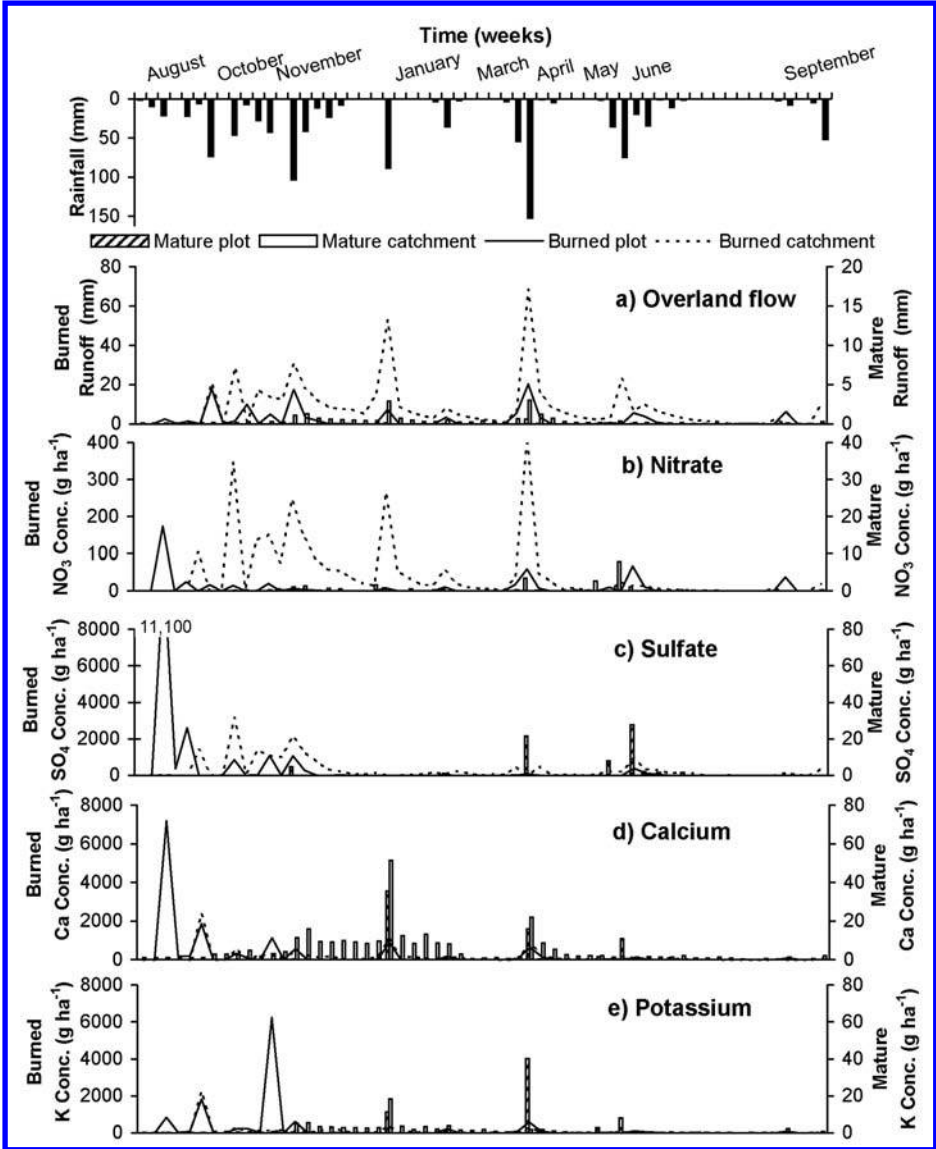 Time (weeks)
August October November January March April May June September
Rainfall (mm)
0
50
100
150
Mature plot Mature catchment Burned plot Burned catchment
a) Overland flow
Burned
Runoff (mm)
80
60
40
20
0
20
15
10
5
0
Mature
Runoff (mm)
b) Nitrate
Burned
NO₃ Conc. (g ha⁻¹)
400
300
200
100
0
40
30
20
10
0
Mature
NO₃ Conc. (g ha⁻¹)
11,100
c) Sulfate
Burned
SO₄ Conc. (g ha⁻¹)
8000
6000
4000
2000
0
80
60
40
20
0
Mature
SO₄ Conc. (g ha⁻¹)
d) Calcium
Burned
Ca Conc. (g ha⁻¹)
8000
6000
4000
2000
0
80
60
40
20
0
Mature
Ca Conc. (g ha⁻¹)
e) Potassium
Burned
K Conc. (g ha⁻¹)
8000
6000
4000
2000
0
80
60
40
20
0
Mature
K Conc. (g ha⁻¹)